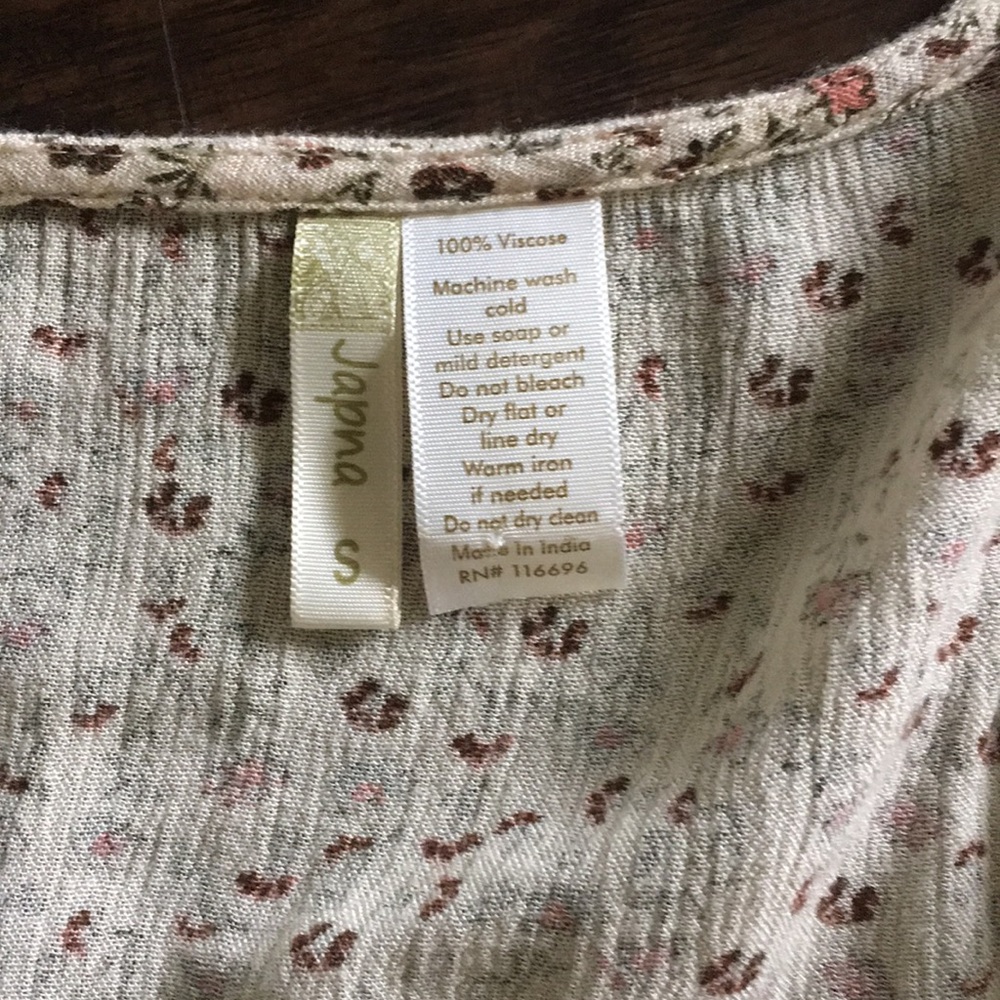 Japna S
100% Viscose
Machine wash
cold
Use soap or
mild detergent
Do not bleach
Dry flat or
line dry
Warm iron
if needed
Do not dry clean
Made In India
RN# 116696